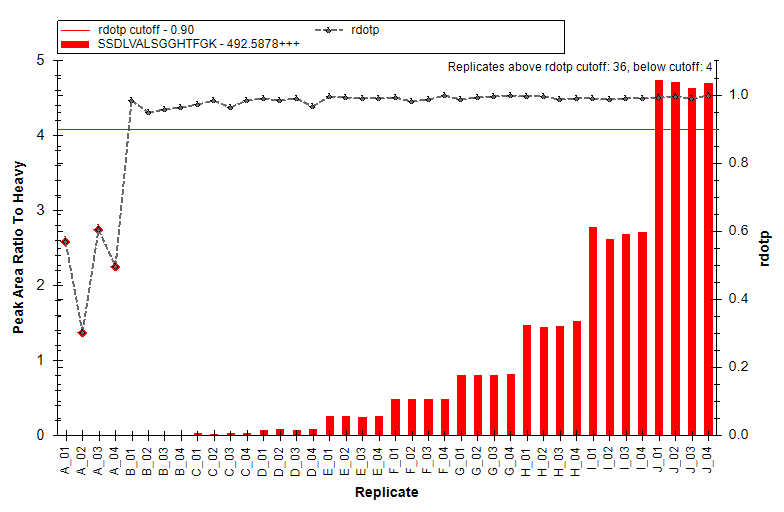 rdotp cutoff - 0.90
rdotp
SSDLVALSGGHTFGK - 492.5878+++
Replicates above rdotp cutoff: 36, below cutoff: 4
5
4
3
2
1
0
Peak Area Ratio To Heavy
1.0
0.8
0.6
0.4
0.2
0.0
rdotp
A_01
A_02
A_03
A_04
B_01
B_02
B_03
B_04
C_01
C_02
C_03
C_04
D_01
D_02
D_03
D_04
E_01
E_02
E_03
E_04
F_01
F_02
F_03
F_04
G_01
G_02
G_03
G_04
H_01
H_02
H_03
H_04
I_01
I_02
I_03
I_04
J_01
J_02
J_03
J_04
Replicate